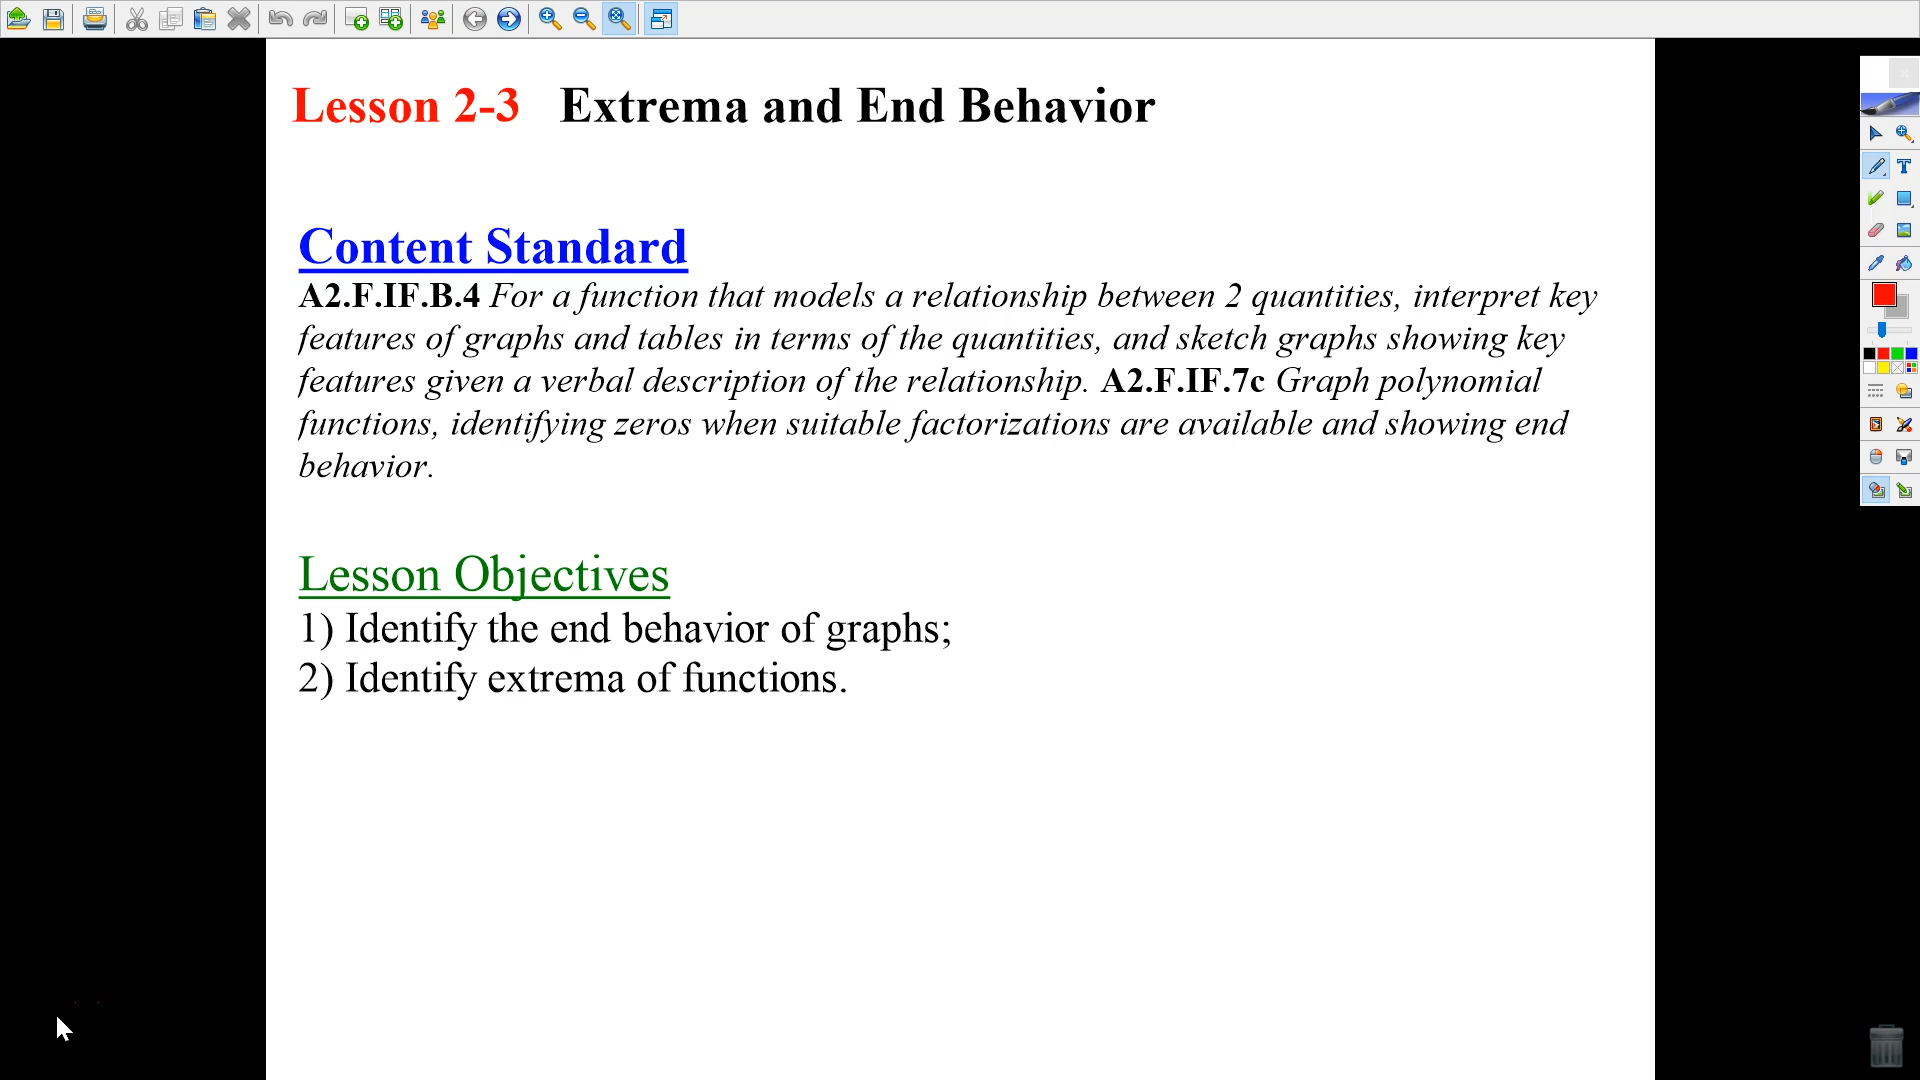 Lesson 2-3 Extrema and End Behavior
Content Standard
A2.F.IF.B.4 For a function that models a relationship between 2 quantities, interpret key
features of graphs and tables in terms of the quantities, and sketch graphs showing key
features given a verbal description of the relationship. A2.F.IF.7c Graph polynomial
functions, identifying zeros when suitable factorizations are available and showing end
behavior.
Lesson Objectives
1) Identify the end behavior of graphs;
2) Identify extrema of functions.